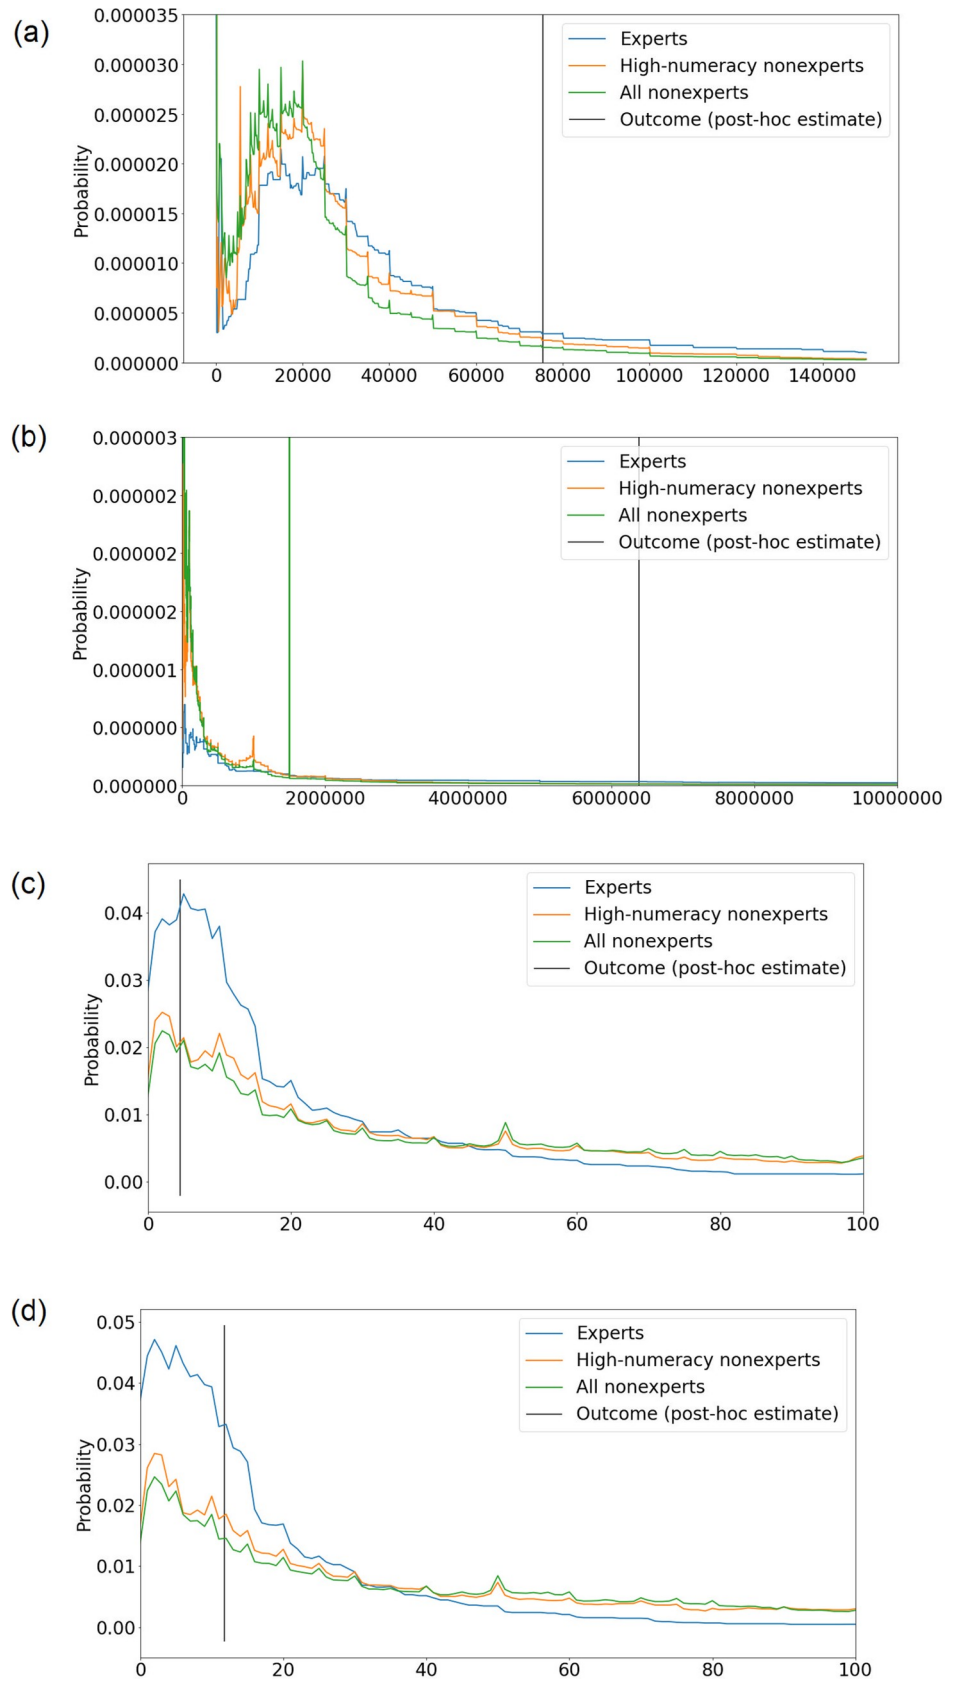 (a)
0.000035
0.000030
0.000025
0.000020
0.000015
0.000010
0.000005
0.000000
Probability
0 20000 40000 60000 80000 100000 120000 140000
Experts
High-numeracy nonexperts
All nonexperts
Outcome (post-hoc estimate)
(b)
0.000003
0.000002
0.000002
0.000002
0.000001
0.000000
0.000000
Probability
0 2000000 4000000 6000000 8000000 10000000
Experts
High-numeracy nonexperts
All nonexperts
Outcome (post-hoc estimate)
(c)
0.04
0.03
0.02
0.01
0.00
Probability
0 20 40 60 80 100
Experts
High-numeracy nonexperts
All nonexperts
Outcome (post-hoc estimate)
(d)
0.05
0.04
0.03
0.02
0.01
0.00
Probability
0 20 40 60 80 100
Experts
High-numeracy nonexperts
All nonexperts
Outcome (post-hoc estimate)